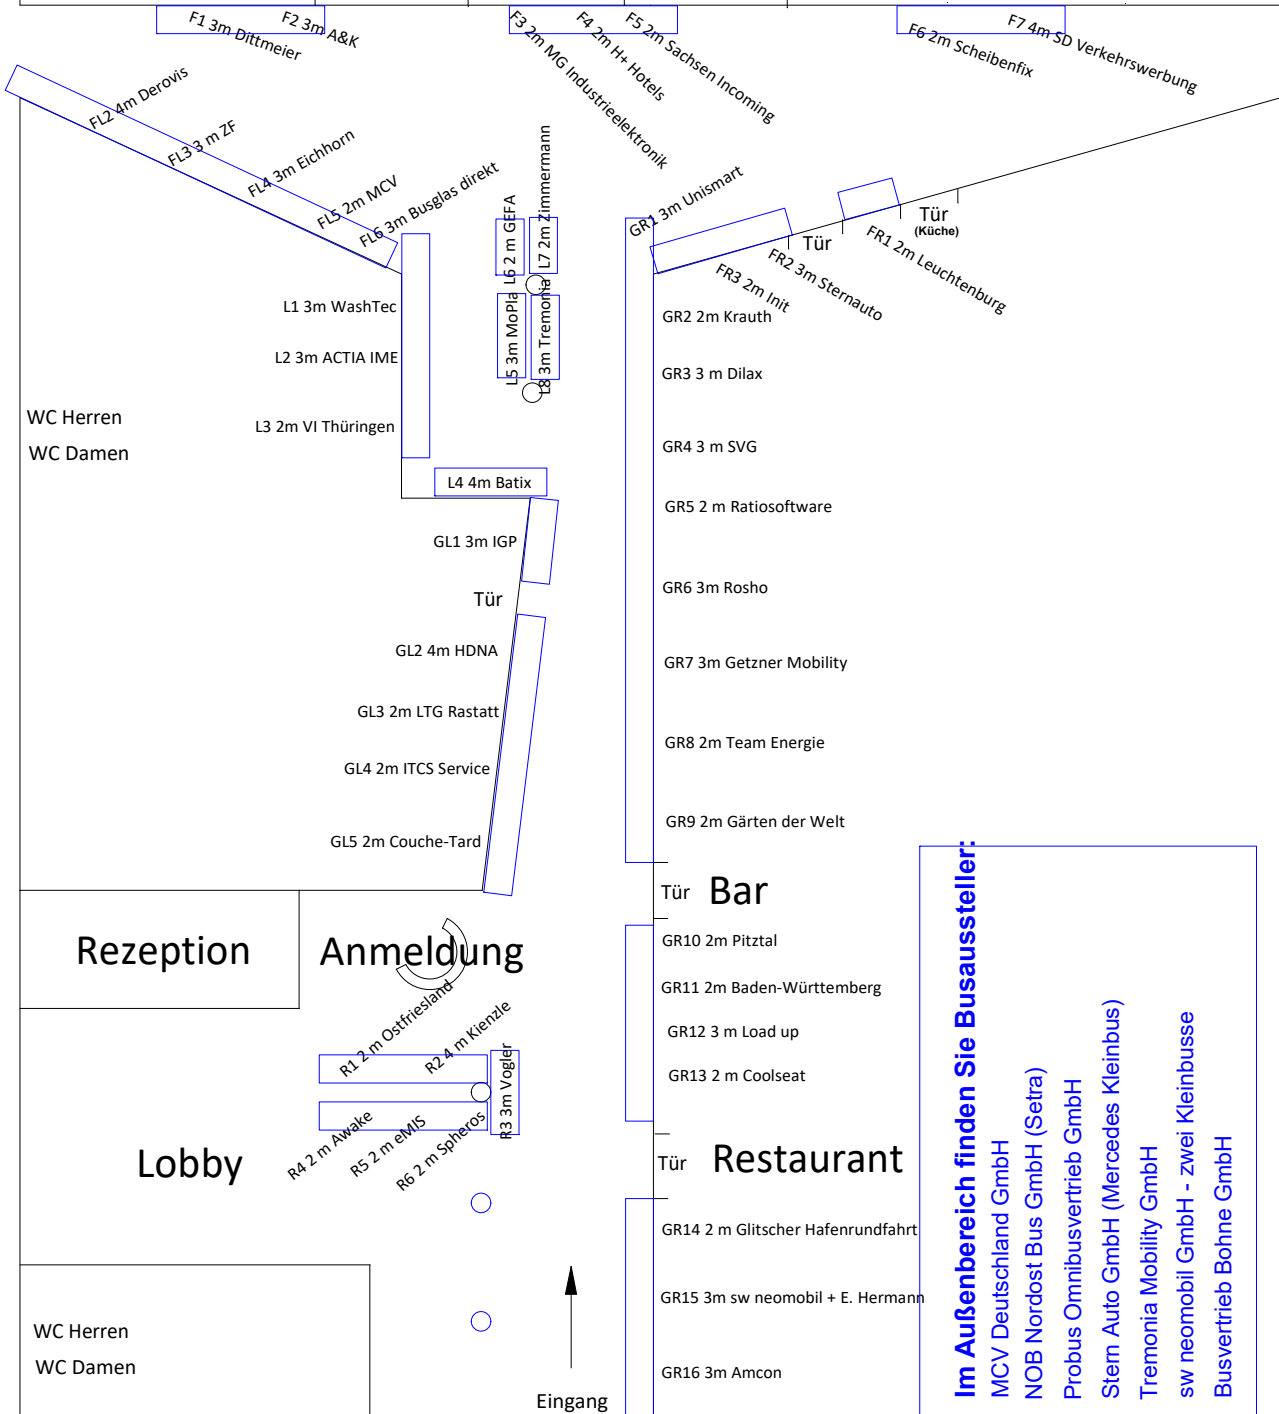 F1 3m Dittmeier
F2 3m A&K
F3 2m MG Industrieelektronik
F4 2m H+ Hotels
F5 2m Sachsen Incoming
F6 2m Scheibenfix
F7 4m SD Verkehrswerbung
FL2 4m Derovis
FL3 3 m ZF
FL4 3m Eichhorn
FL5 2m MCV
FL6 3m Busglas direkt
L6 2 m GEFA
L7 2m Zimmermann
L5 3m MoPla
L8 3m Tremonia
GR1 3m Unismart
FR3 2m Init
FR2 3m Sternauto
Tür
FR1 2m Leuchtenburg
Tür
(Küche)
L1 3m WashTec
L2 3m ACTIA IME
L3 2m VI Thüringen
WC Herren
WC Damen
L4 4m Batix
GL1 3m IGP
Tür
GL2 4m HDNA
GL3 2m LTG Rastatt
GL4 2m ITCS Service
GL5 2m Couche-Tard
GR2 2m Krauth
GR3 3 m Dilax
GR4 3 m SVG
GR5 2 m Ratiosoftware
GR6 3m Rosho
GR7 3m Getzner Mobility
GR8 2m Team Energie
GR9 2m Gärten der Welt
Tür
Bar
Rezeption
Anmeldung
GR10 2m Pitztal
GR11 2m Baden-Württemberg
GR12 3 m Load up
GR13 2 m Coolseat
R1 2 m Ostfriesland
R2 4 m Kienzle
R3 3m Vogler
R4 2 m Awake
R5 2 m eMIS
R6 2 m Spheros
Lobby
Tür
Restaurant
GR14 2 m Glitscher Hafenrundfahrt
GR15 3m sw neomobil + E. Hermann
GR16 3m Amcon
WC Herren
WC Damen
Eingang
Im Außenbereich finden Sie Busaussteller:
MCV Deutschland GmbH
NOB Nordost Bus GmbH (Setra)
Probus Omnibusvertrieb GmbH
Stern Auto GmbH (Mercedes Kleinbus)
Tremonia Mobility GmbH
sw neomobil GmbH - zwei Kleinbusse
Busvertrieb Bohne GmbH